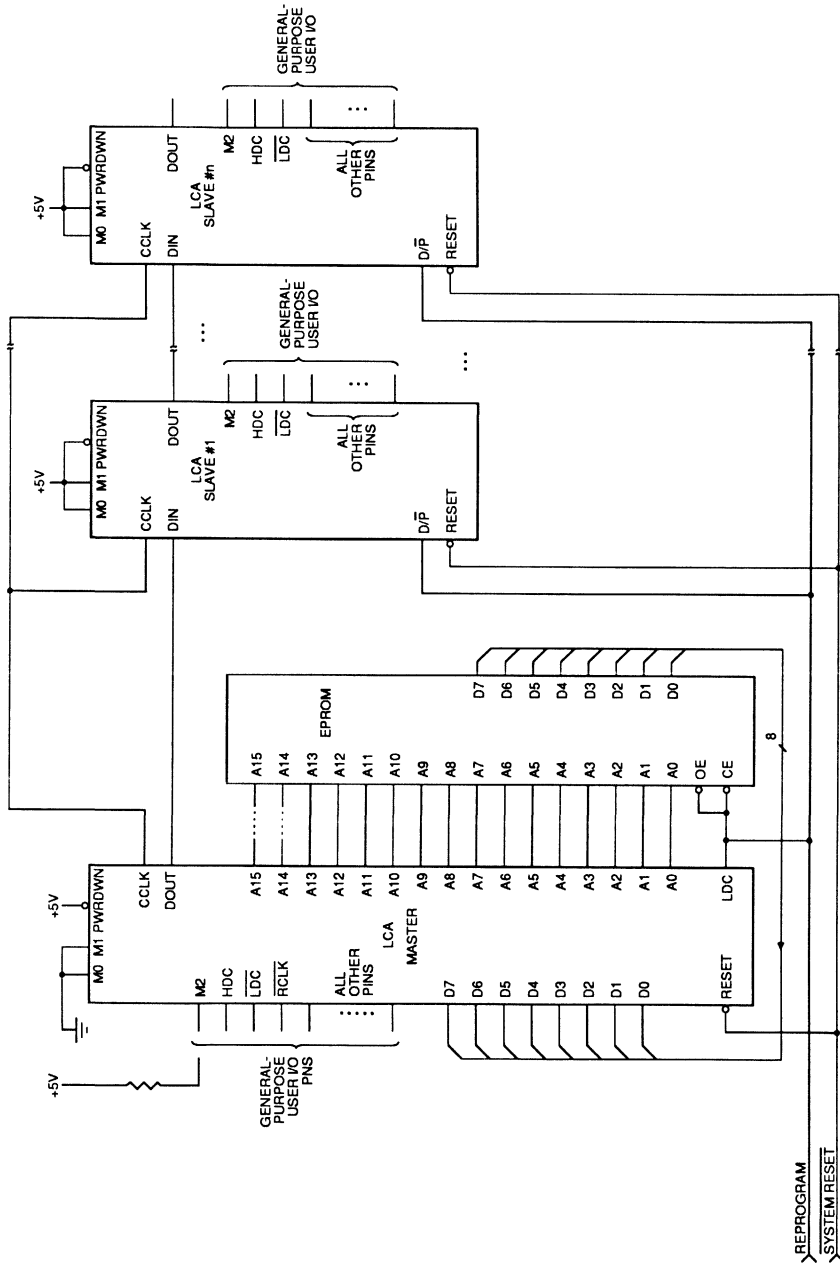 +5V
M2
HDC
LDC
RCLK
ALL
OTHER
PINS
GENERAL-
PURPOSE
USER I/O
PNS
M0 M1 PWRDWN
+5V
CCLK
DOUT
A15
A14
A13
A12
A11
A10
A9
A8
A7
A6
A5
A4
A3
A2
A1
A0
LCA
MASTER
D7
D6
D5
D4
D3
D2
D1
D0
LDC
RESET
EPROM
A15
A14
A13
A12
A11
A10
A9
A8
A7
A6
A5
A4
A3
A2
A1
A0
OE
CE
D7
D6
D5
D4
D3
D2
D1
D0
8
+5V
M0 M1 PWRDWN
CCLK
DIN
LCA
SLAVE #1
DOUT
M2
HDC
LDC
ALL
OTHER
PINS
GENERAL-
PURPOSE
USER I/O
D/P
RESET
...
...
+5V
M0 M1 PWRDWN
CCLK
DIN
LCA
SLAVE #n
DOUT
M2
HDC
LDC
ALL
OTHER
PINS
GENERAL-
PURPOSE
USER I/O
D/P
RESET
REPROGRAM
SYSTEM RESET